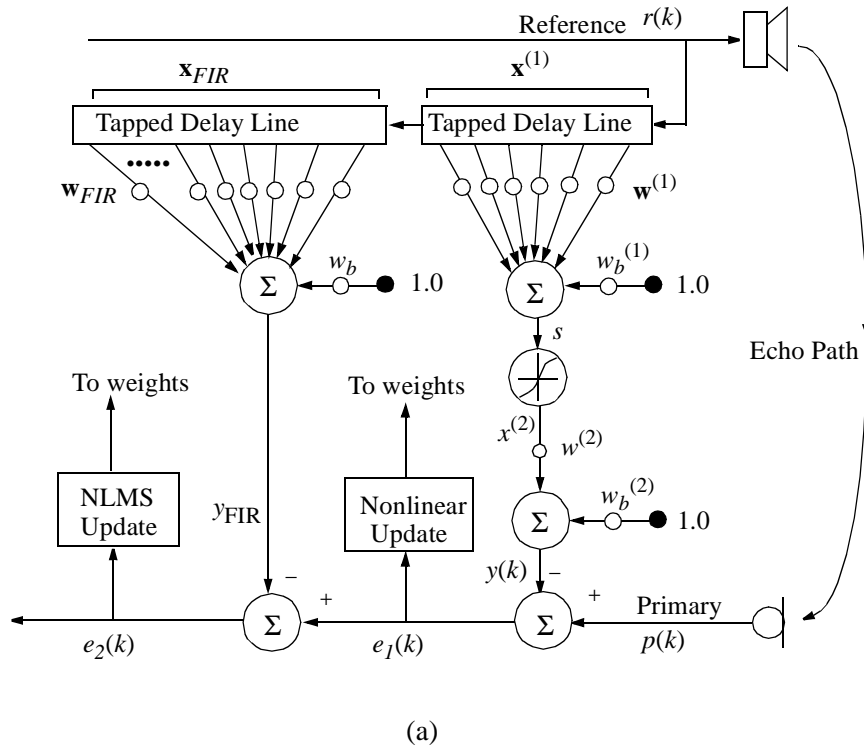 Reference r(k)
x_FIR
x^(1)
Tapped Delay Line
Tapped Delay Line
•••••
w_FIR
w^(1)
w_b
1.0
w_b^(1)
1.0
Σ
Σ
s
Echo Path
To weights
To weights
x^(2)
w^(2)
NLMS
Update
y_FIR
Nonlinear
Update
Σ
w_b^(2)
1.0
y(k)
−
−
+
+
Primary
Σ
Σ
e_2(k)
e_1(k)
p(k)
(a)